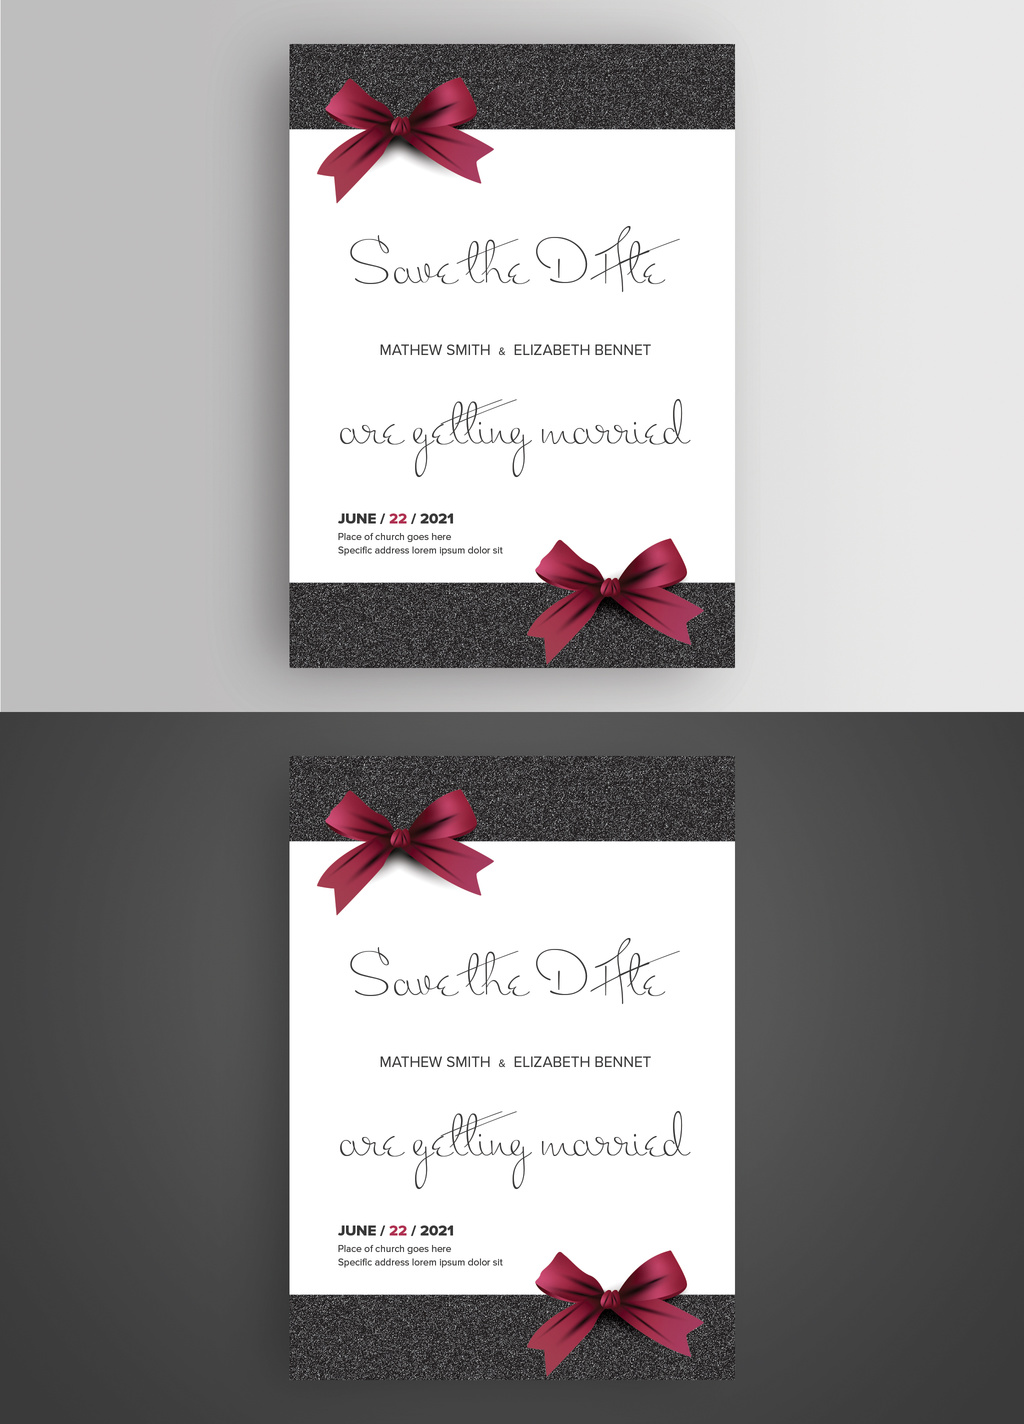 Save the DAte
MATHEW SMITH & ELIZABETH BENNET
are getting married
JUNE / 22 / 2021
Place of church goes here
Specific address lorem ipsum dolor sit
Save the DAte
MATHEW SMITH & ELIZABETH BENNET
are getting married
JUNE / 22 / 2021
Place of church goes here
Specific address lorem ipsum dolor sit